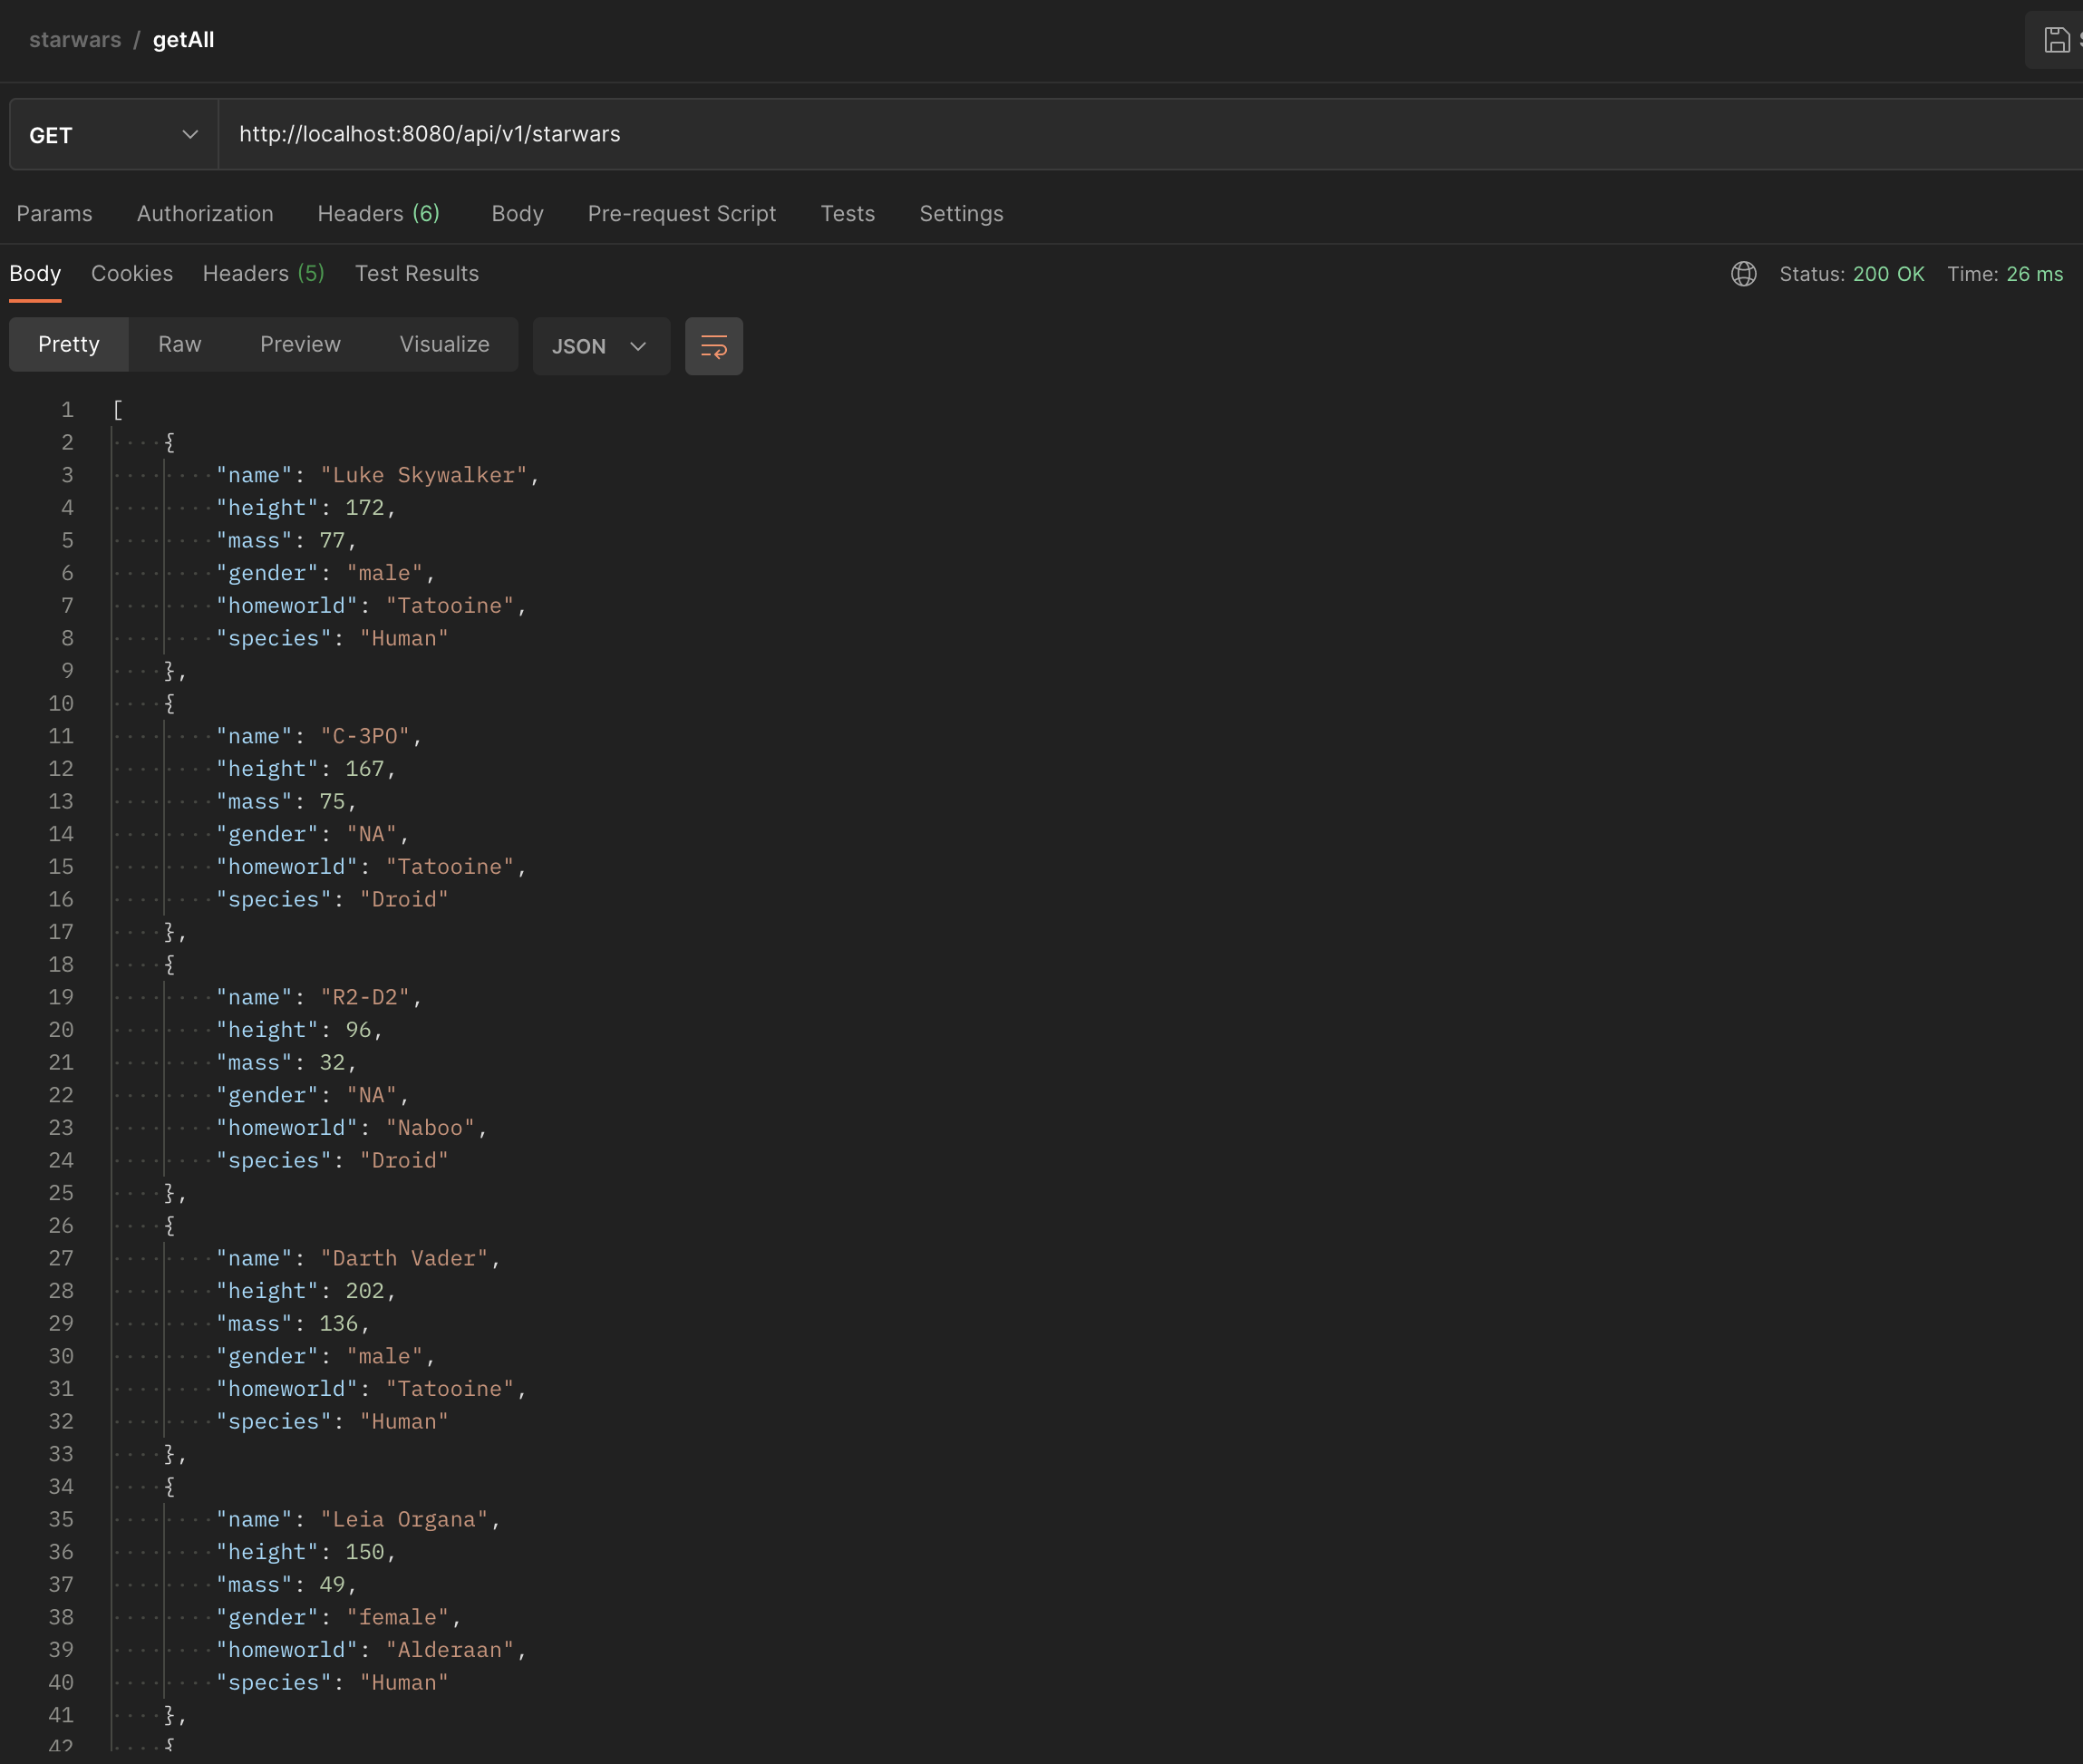 starwars / getAll
GET http://localhost:8080/api/v1/starwars
Params Authorization Headers (6) Body Pre-request Script Tests Settings
Body Cookies Headers (5) Test Results Status: 200 OK Time: 26 ms
Pretty Raw Preview Visualize JSON
1 [
2 {
3 "name": "Luke Skywalker",
4 "height": 172,
5 "mass": 77,
6 "gender": "male",
7 "homeworld": "Tatooine",
8 "species": "Human"
9 },
10 {
11 "name": "C-3PO",
12 "height": 167,
13 "mass": 75,
14 "gender": "NA",
15 "homeworld": "Tatooine",
16 "species": "Droid"
17 },
18 {
19 "name": "R2-D2",
20 "height": 96,
21 "mass": 32,
22 "gender": "NA",
23 "homeworld": "Naboo",
24 "species": "Droid"
25 },
26 {
27 "name": "Darth Vader",
28 "height": 202,
29 "mass": 136,
30 "gender": "male",
31 "homeworld": "Tatooine",
32 "species": "Human"
33 },
34 {
35 "name": "Leia Organa",
36 "height": 150,
37 "mass": 49,
38 "gender": "female",
39 "homeworld": "Alderaan",
40 "species": "Human"
41 },
42 {